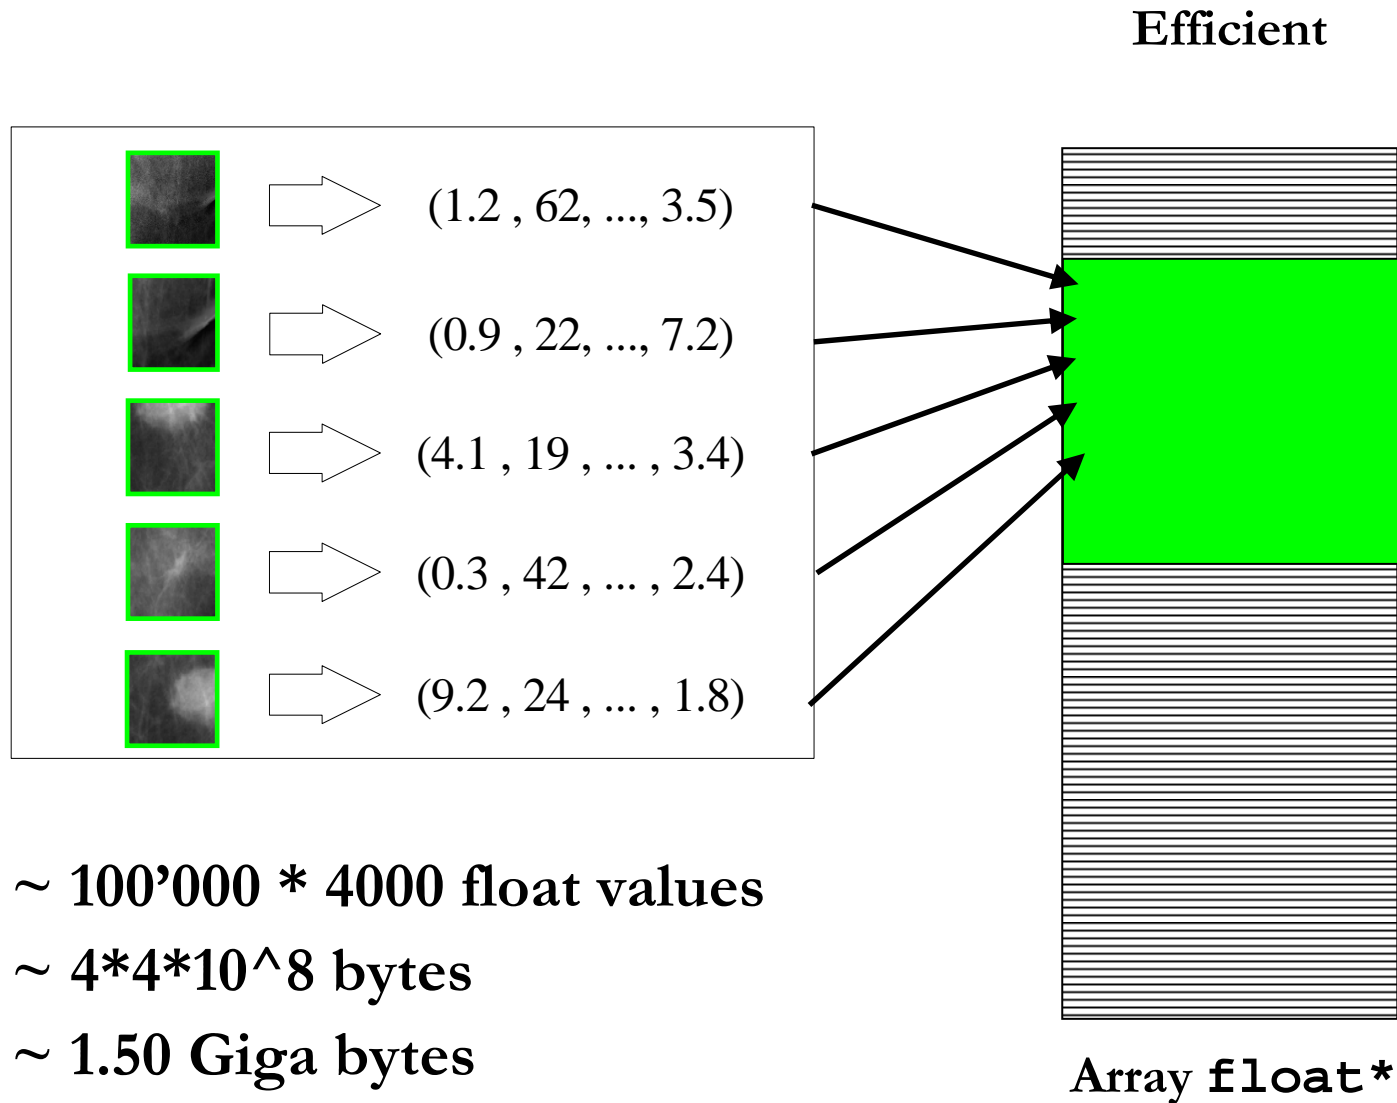 Efficient
(1.2 , 62, ..., 3.5)
(0.9 , 22, ..., 7.2)
(4.1 , 19 , ... , 3.4)
(0.3 , 42 , ... , 2.4)
(9.2 , 24 , ... , 1.8)
~ 100’000 * 4000 float values
~ 4*4*10^8 bytes
~ 1.50 Giga bytes
Array float*